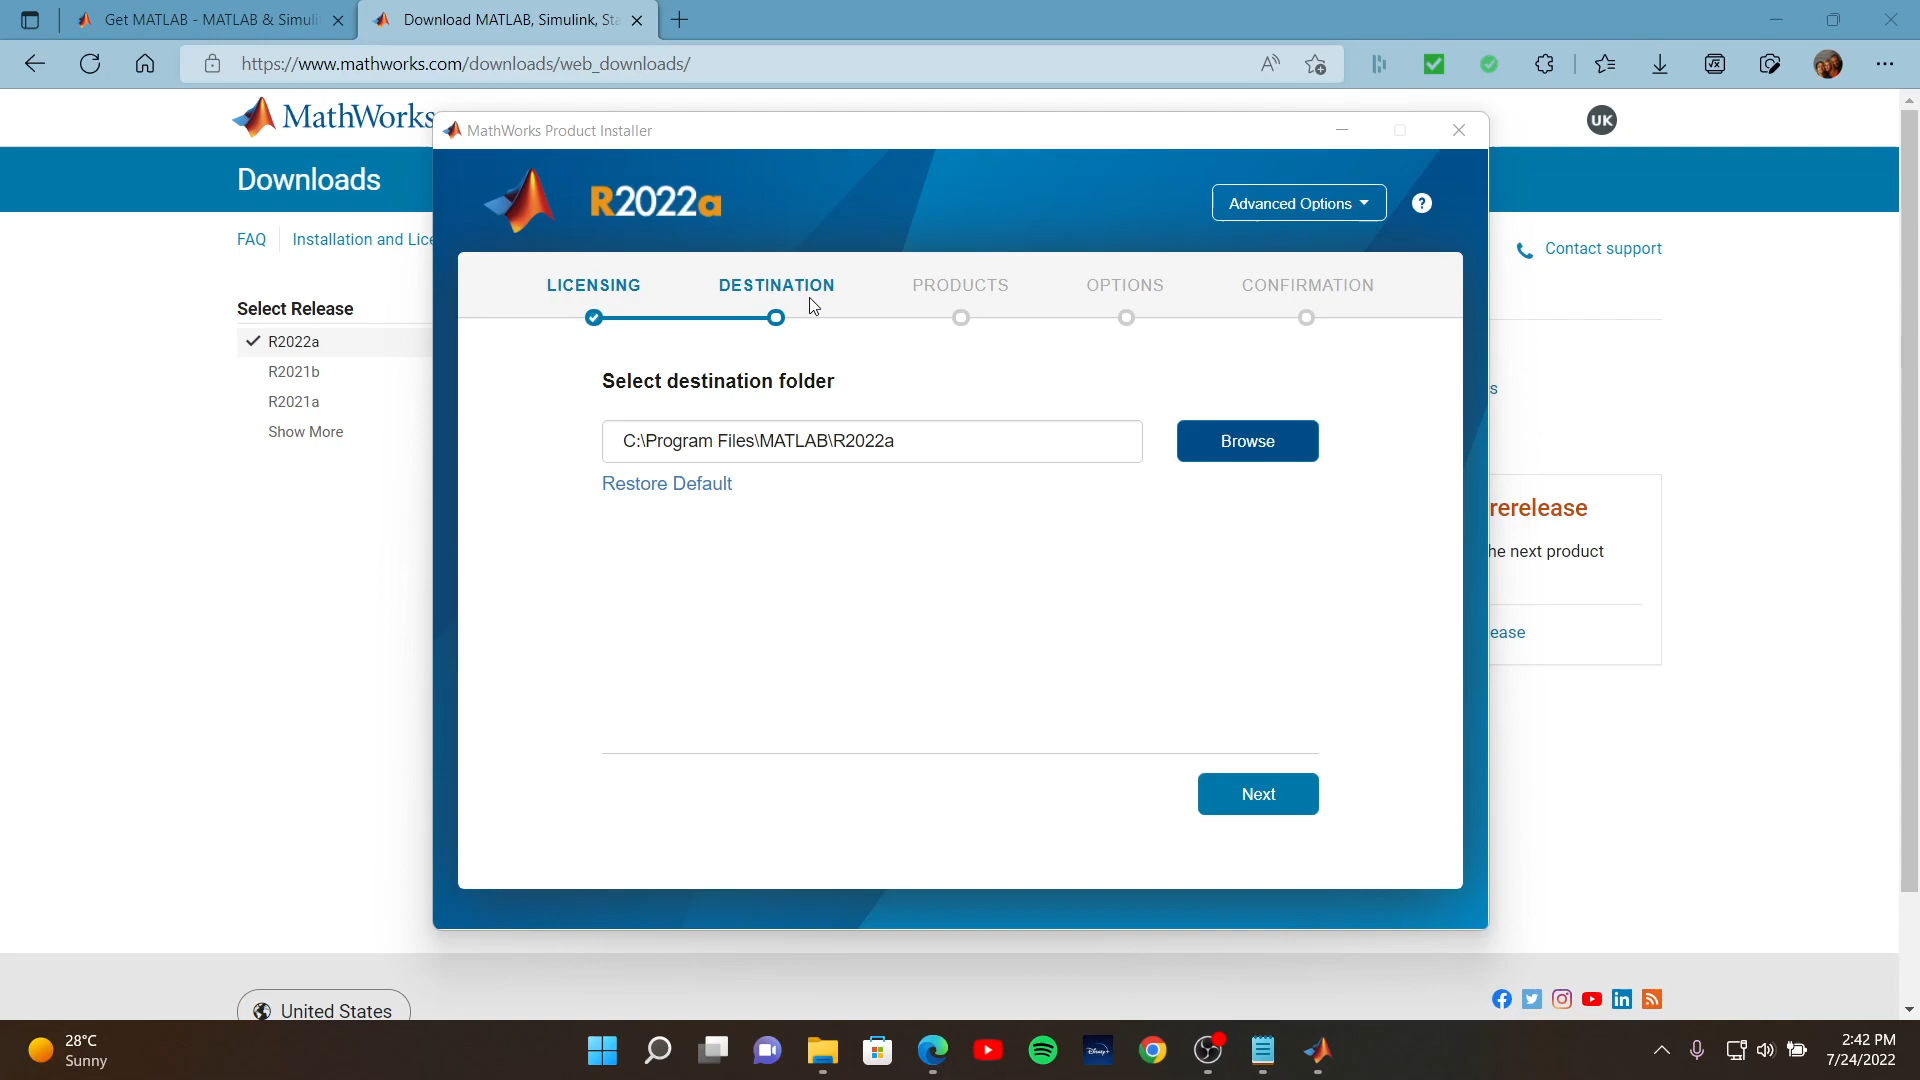 Get MATLAB - MATLAB & Simuli
Download MATLAB, Simulink, Sta
https://www.mathworks.com/downloads/web_downloads/
MathWorks
UK
MathWorks Product Installer
Downloads
R2022a
Advanced Options
?
FAQ
Installation and Lice
Contact support
LICENSING
DESTINATION
PRODUCTS
OPTIONS
CONFIRMATION
Select Release
R2022a
R2021b
R2021a
Show More
Select destination folder
C:\Program Files\MATLAB\R2022a
Browse
Restore Default
s
rerelease
he next product
ease
Next
United States
28°C
Sunny
Disney+
2:42 PM
7/24/2022